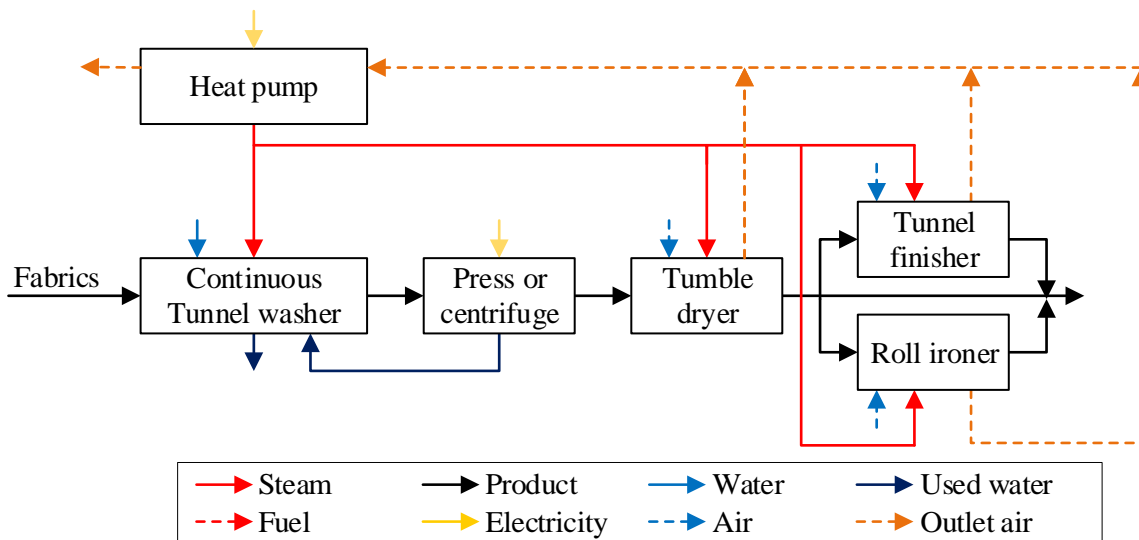 Heat pump
Fabrics
Continuous
Tunnel washer
Press or
centrifuge
Tumble
dryer
Tunnel
finisher
Roll ironer
Steam
Product
Water
Used water
Fuel
Electricity
Air
Outlet air